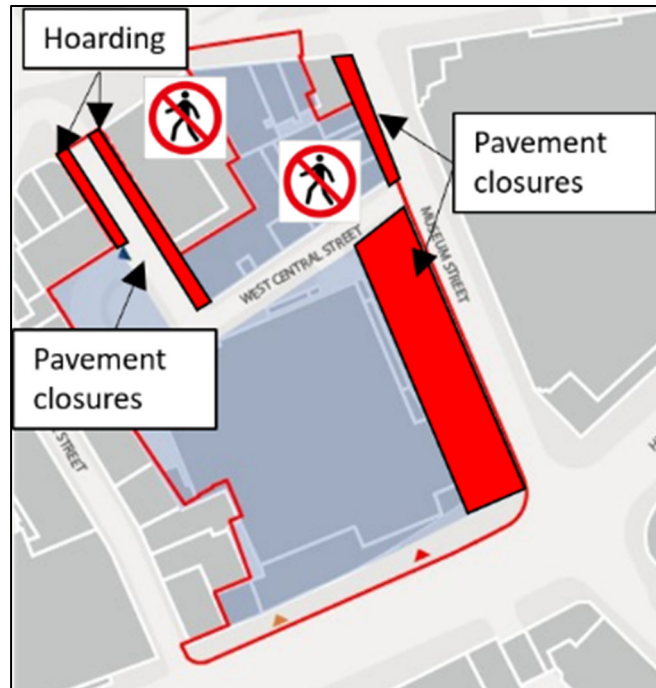 Hoarding
Pavement
closures
MUSEUM STREET
WEST CENTRAL STREET
Pavement
closures
STREET
H